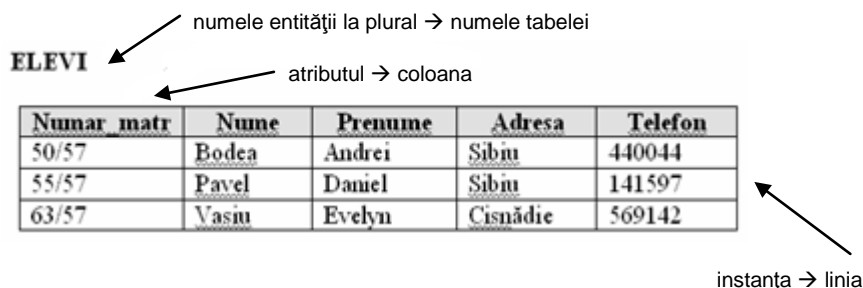 numele entităţii la plural → numele tabelei
ELEVI
atributul → coloana
Numar_matr Nume Prenume Adresa Telefon
50/57 Bodea Andrei Sibiu 440044
55/57 Pavel Daniel Sibiu 141597
63/57 Vasiu Evelyn Cisnădie 569142
instanta → linia